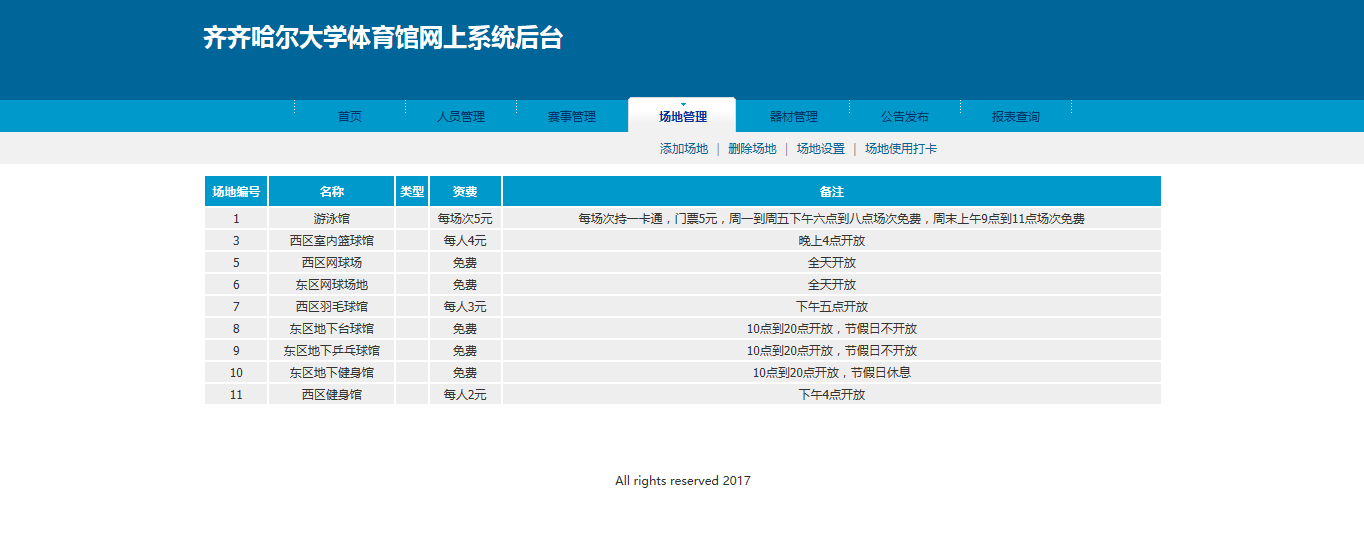 齐齐哈尔大学体育馆网上系统后台
首页 人员管理 赛事管理 场地管理 器材管理 公告发布 报表查询
添加场地 | 删除场地 | 场地设置 | 场地使用打卡
场地编号 名称 类型 资费 备注
1 游泳馆 每场次5元 每场次持一卡通，门票5元，周一到周五下午六点到八点场次免费，周末上午9点到11点场次免费
3 西区室内篮球馆 每人4元 晚上4点开放
5 西区网球场 免费 全天开放
6 东区网球场地 免费 全天开放
7 西区羽毛球馆 每人3元 下午五点开放
8 东区地下台球馆 免费 10点到20点开放，节假日不开放
9 东区地下乒乓球馆 免费 10点到20点开放，节假日不开放
10 东区地下健身馆 免费 10点到20点开放，节假日休息
11 西区健身馆 每人2元 下午4点开放
All rights reserved 2017